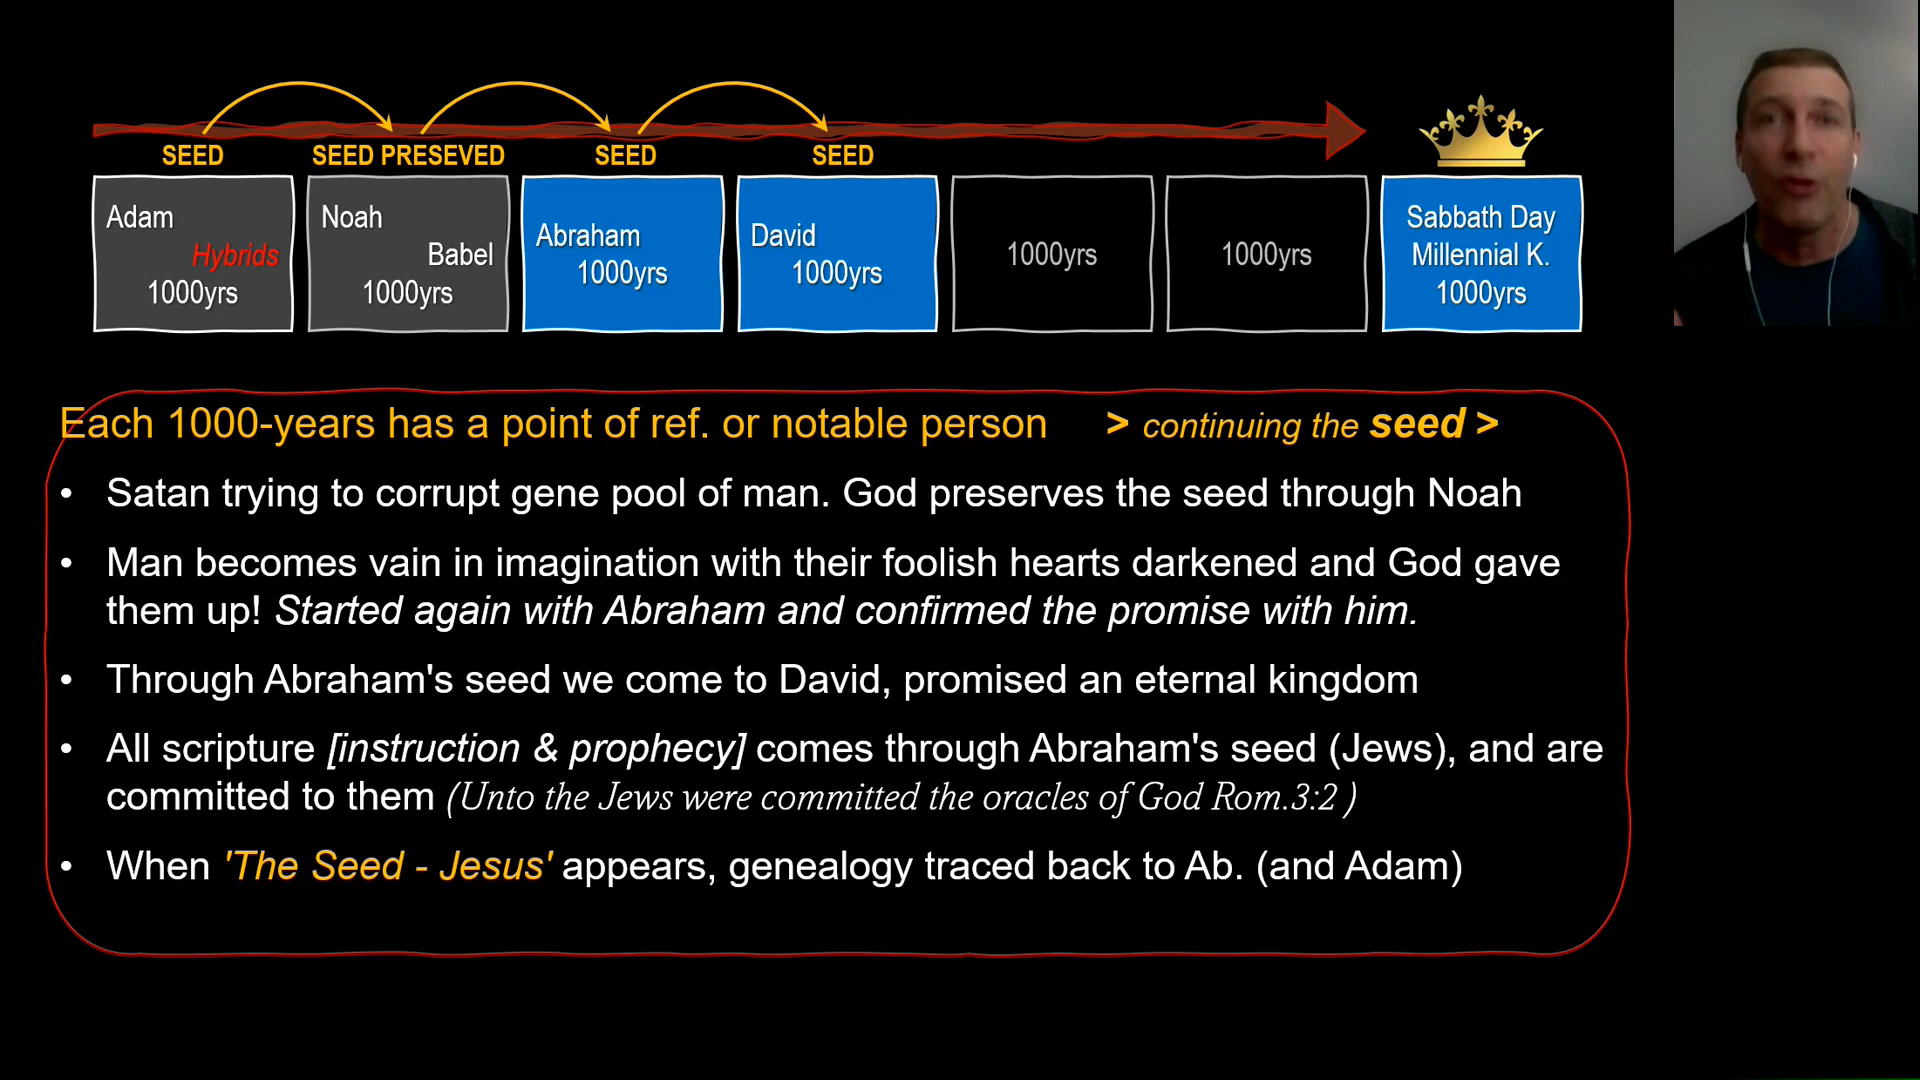 SEED
SEED PRESEVED
SEED
SEED
Adam
Hybrids
1000yrs
Noah
Babel
1000yrs
Abraham
1000yrs
David
1000yrs
1000yrs
1000yrs
Sabbath Day
Millennial K.
1000yrs
Each 1000-years has a point of ref. or notable person > continuing the seed >
• Satan trying to corrupt gene pool of man. God preserves the seed through Noah
• Man becomes vain in imagination with their foolish hearts darkened and God gave
them up! Started again with Abraham and confirmed the promise with him.
• Through Abraham's seed we come to David, promised an eternal kingdom
• All scripture [instruction & prophecy] comes through Abraham's seed (Jews), and are
committed to them (Unto the Jews were committed the oracles of God Rom.3:2 )
• When 'The Seed - Jesus' appears, genealogy traced back to Ab. (and Adam)